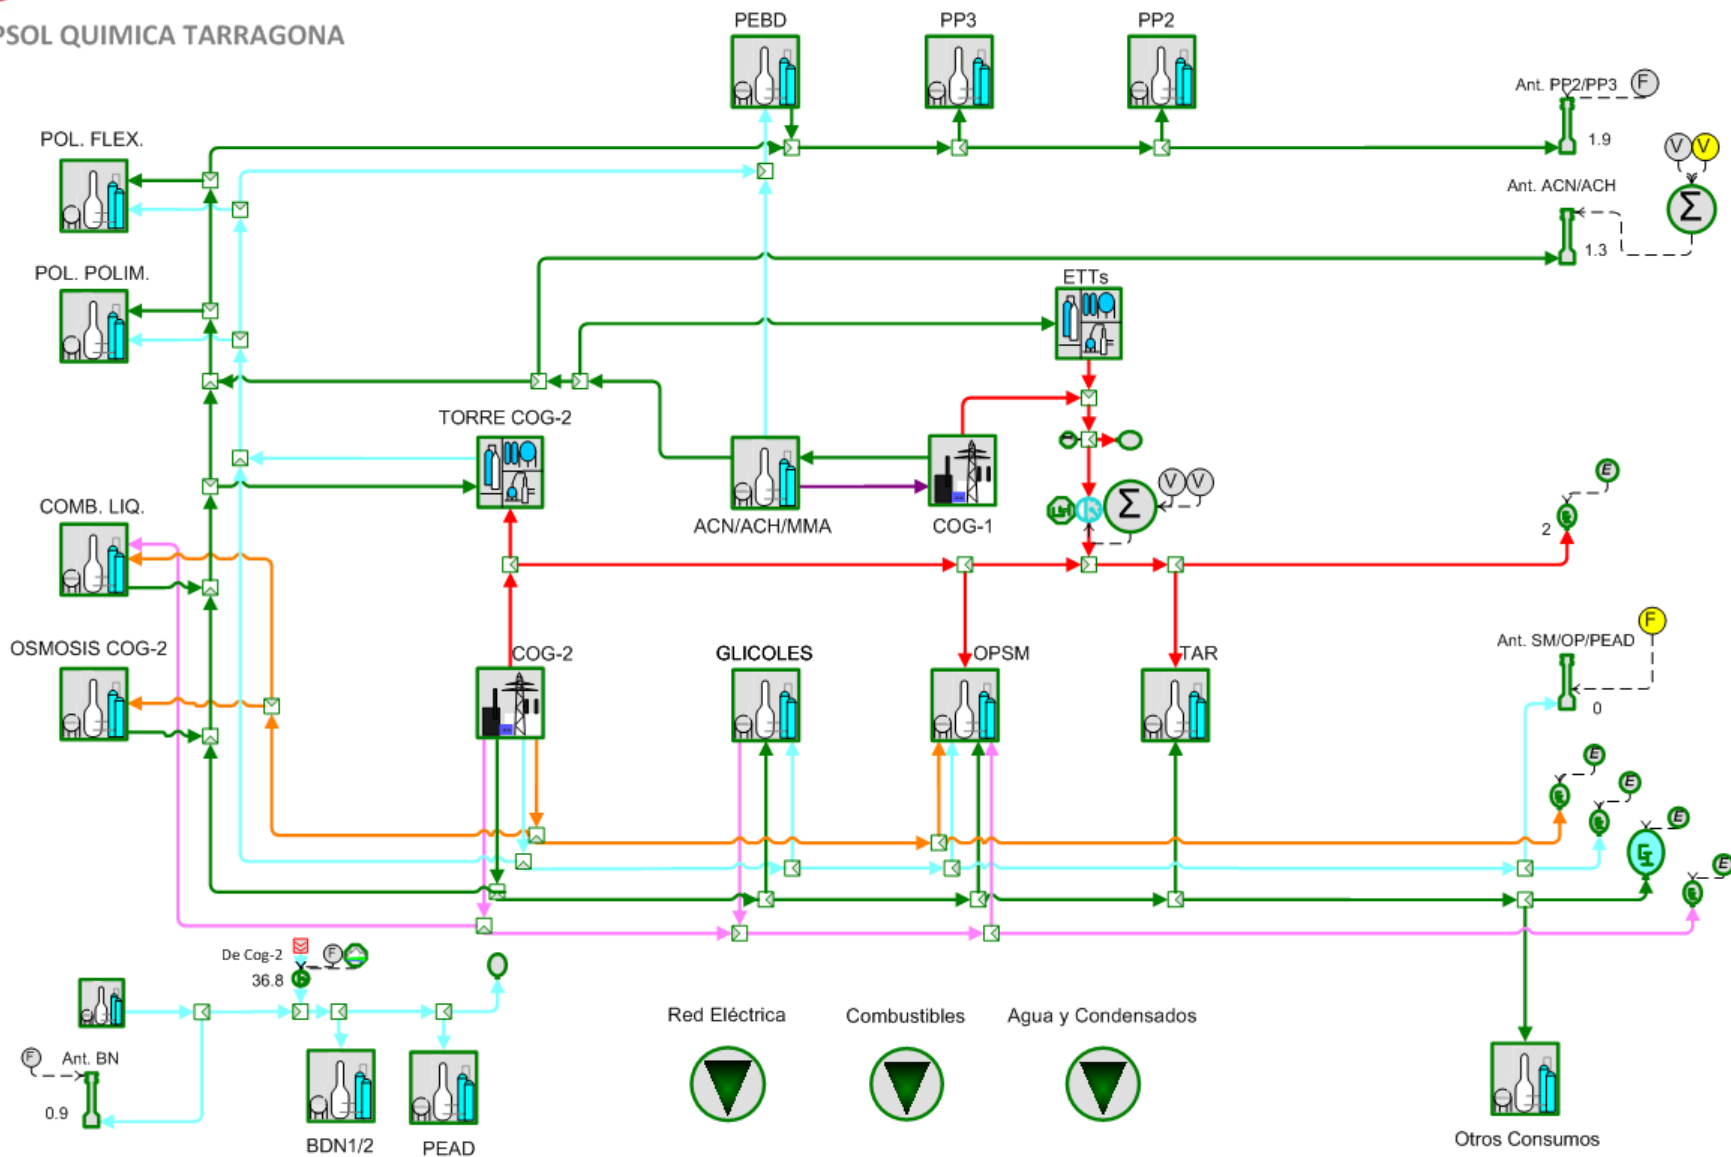 PSOL QUIMICA TARRAGONA
PEBD
PP3
PP2
Ant. PP2/PP3
F
1.9
V
V
POL. FLEX.
Ant. ACN/ACH
Σ
1.3
POL. POLIM.
ETTs
TORRE COG-2
ACN/ACH/MMA
COG-1
Σ
V
V
E
2
COMB. LIQ.
OSMOSIS COG-2
COG-2
GLICOLES
OPSM
TAR
Ant. SM/OP/PEAD
F
0
E
E
E
E
De Cog-2
F
36.8
Red Eléctrica
Combustibles
Agua y Condensados
F
Ant. BN
0.9
BDN1/2
PEAD
Otros Consumos